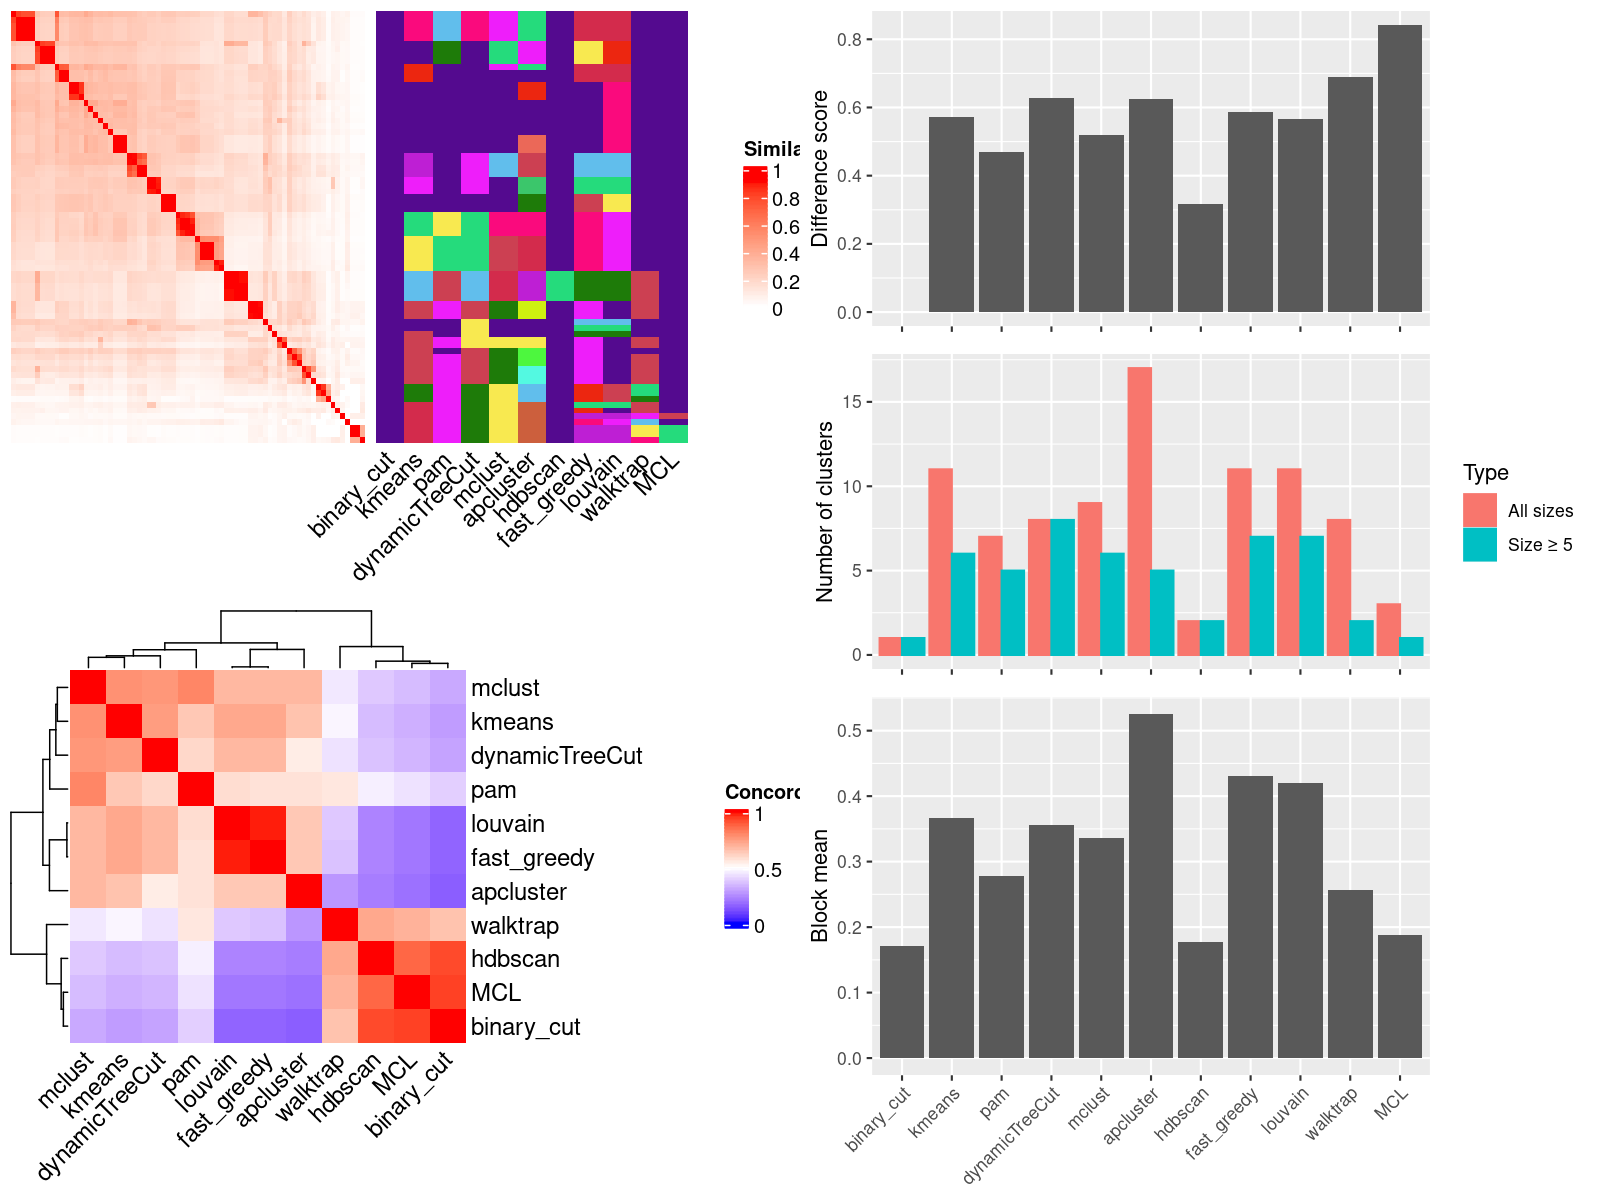 Simila
1
0.8
0.6
0.4
0.2
0
binary_cut
kmeans
pam
dynamicTreeCut
mclust
apcluster
hdbscan
fast_greedy
louvain
walktrap
MCL
mclust
kmeans
dynamicTreeCut
pam
louvain
fast_greedy
apcluster
walktrap
hdbscan
MCL
binary_cut
mclust
kmeans
dynamicTreeCut
pam
louvain
fast_greedy
apcluster
walktrap
hdbscan
MCL
binary_cut
Concord
1
0.5
0
Difference score
0.8
0.6
0.4
0.2
0.0
Number of clusters
15
10
5
0
Type
All sizes
Size ≥ 5
Block mean
0.5
0.4
0.3
0.2
0.1
0.0
binary_cut
kmeans
pam
dynamicTreeCut
mclust
apcluster
hdbscan
fast_greedy
louvain
walktrap
MCL